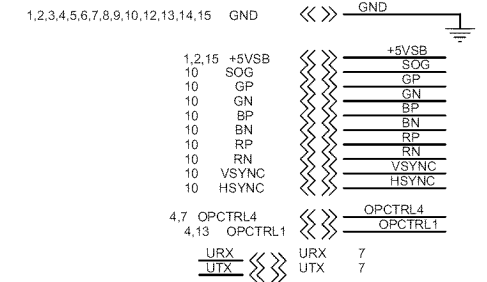 1,2,3,4,5,6,7,8,9,10,12,13,14,15 GND GND
1,2,15 +5VSB +5VSB
10 SOG SOG
10 GP GP
10 GN GN
10 BP BP
10 BN BN
10 RP RP
10 RN RN
10 VSYNC VSYNC
10 HSYNC HSYNC
4,7 OPCTRL4 OPCTRL4
4,13 OPCTRL1 OPCTRL1
URX URX 7
UTX UTX 7